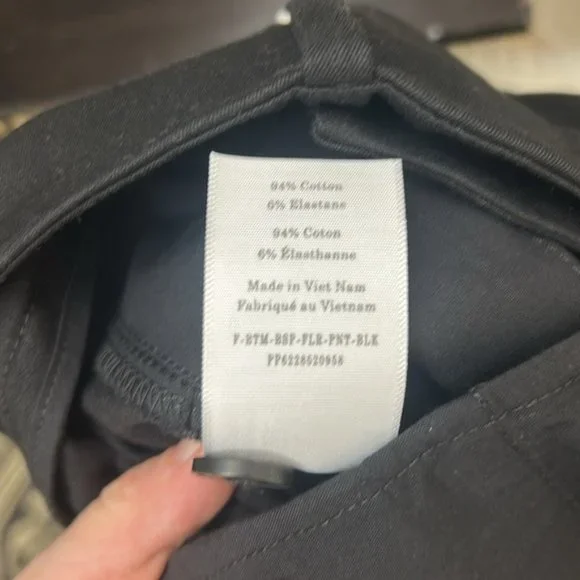 94% Cotton
6% Elastane
94% Coton
6% Élasthanne
Made in Viet Nam
Fabriqué au Vietnam
F-BTM-BSP-FLR-PNT-BLK
PP6228520958